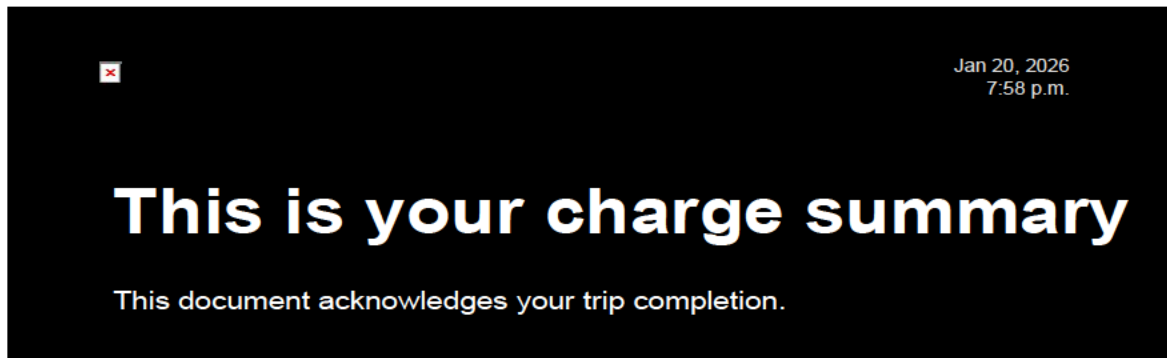 Jan 20, 2026
7:58 p.m.
This is your charge summary
This document acknowledges your trip completion.